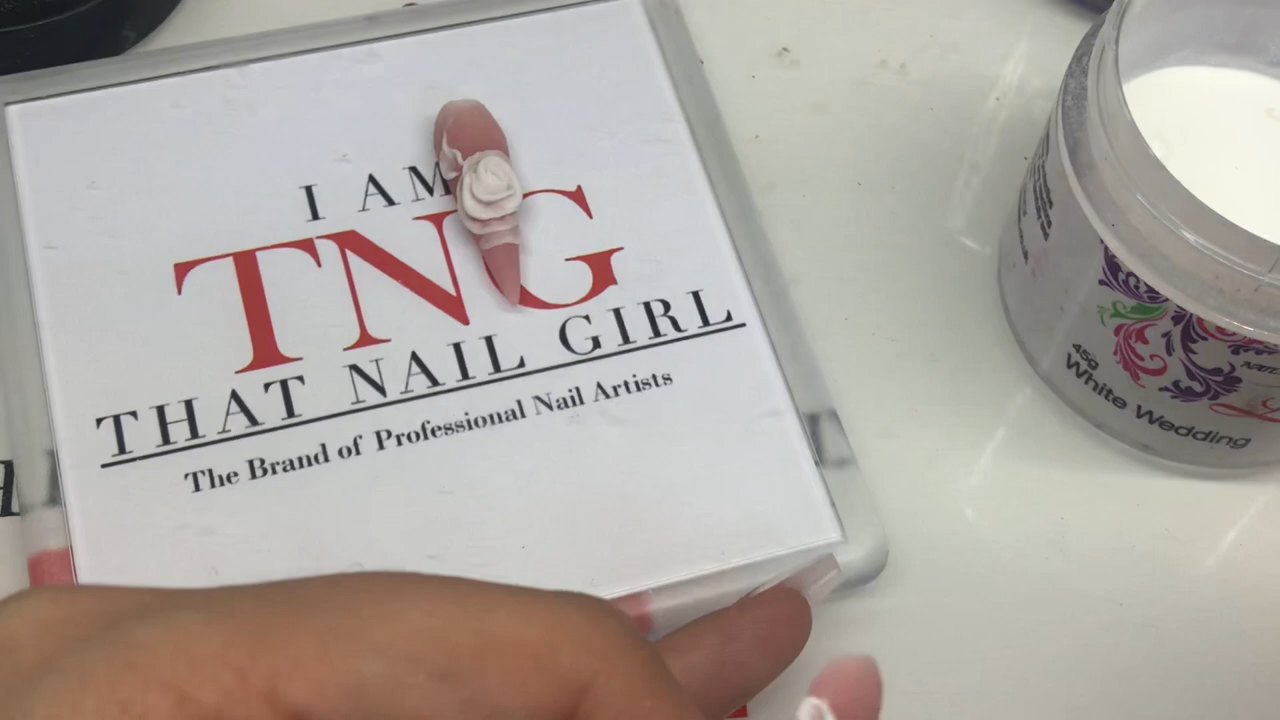 I AM
TNG
THAT NAIL GIRL
The Brand of Professional Nail Artists
45g
White Wedding